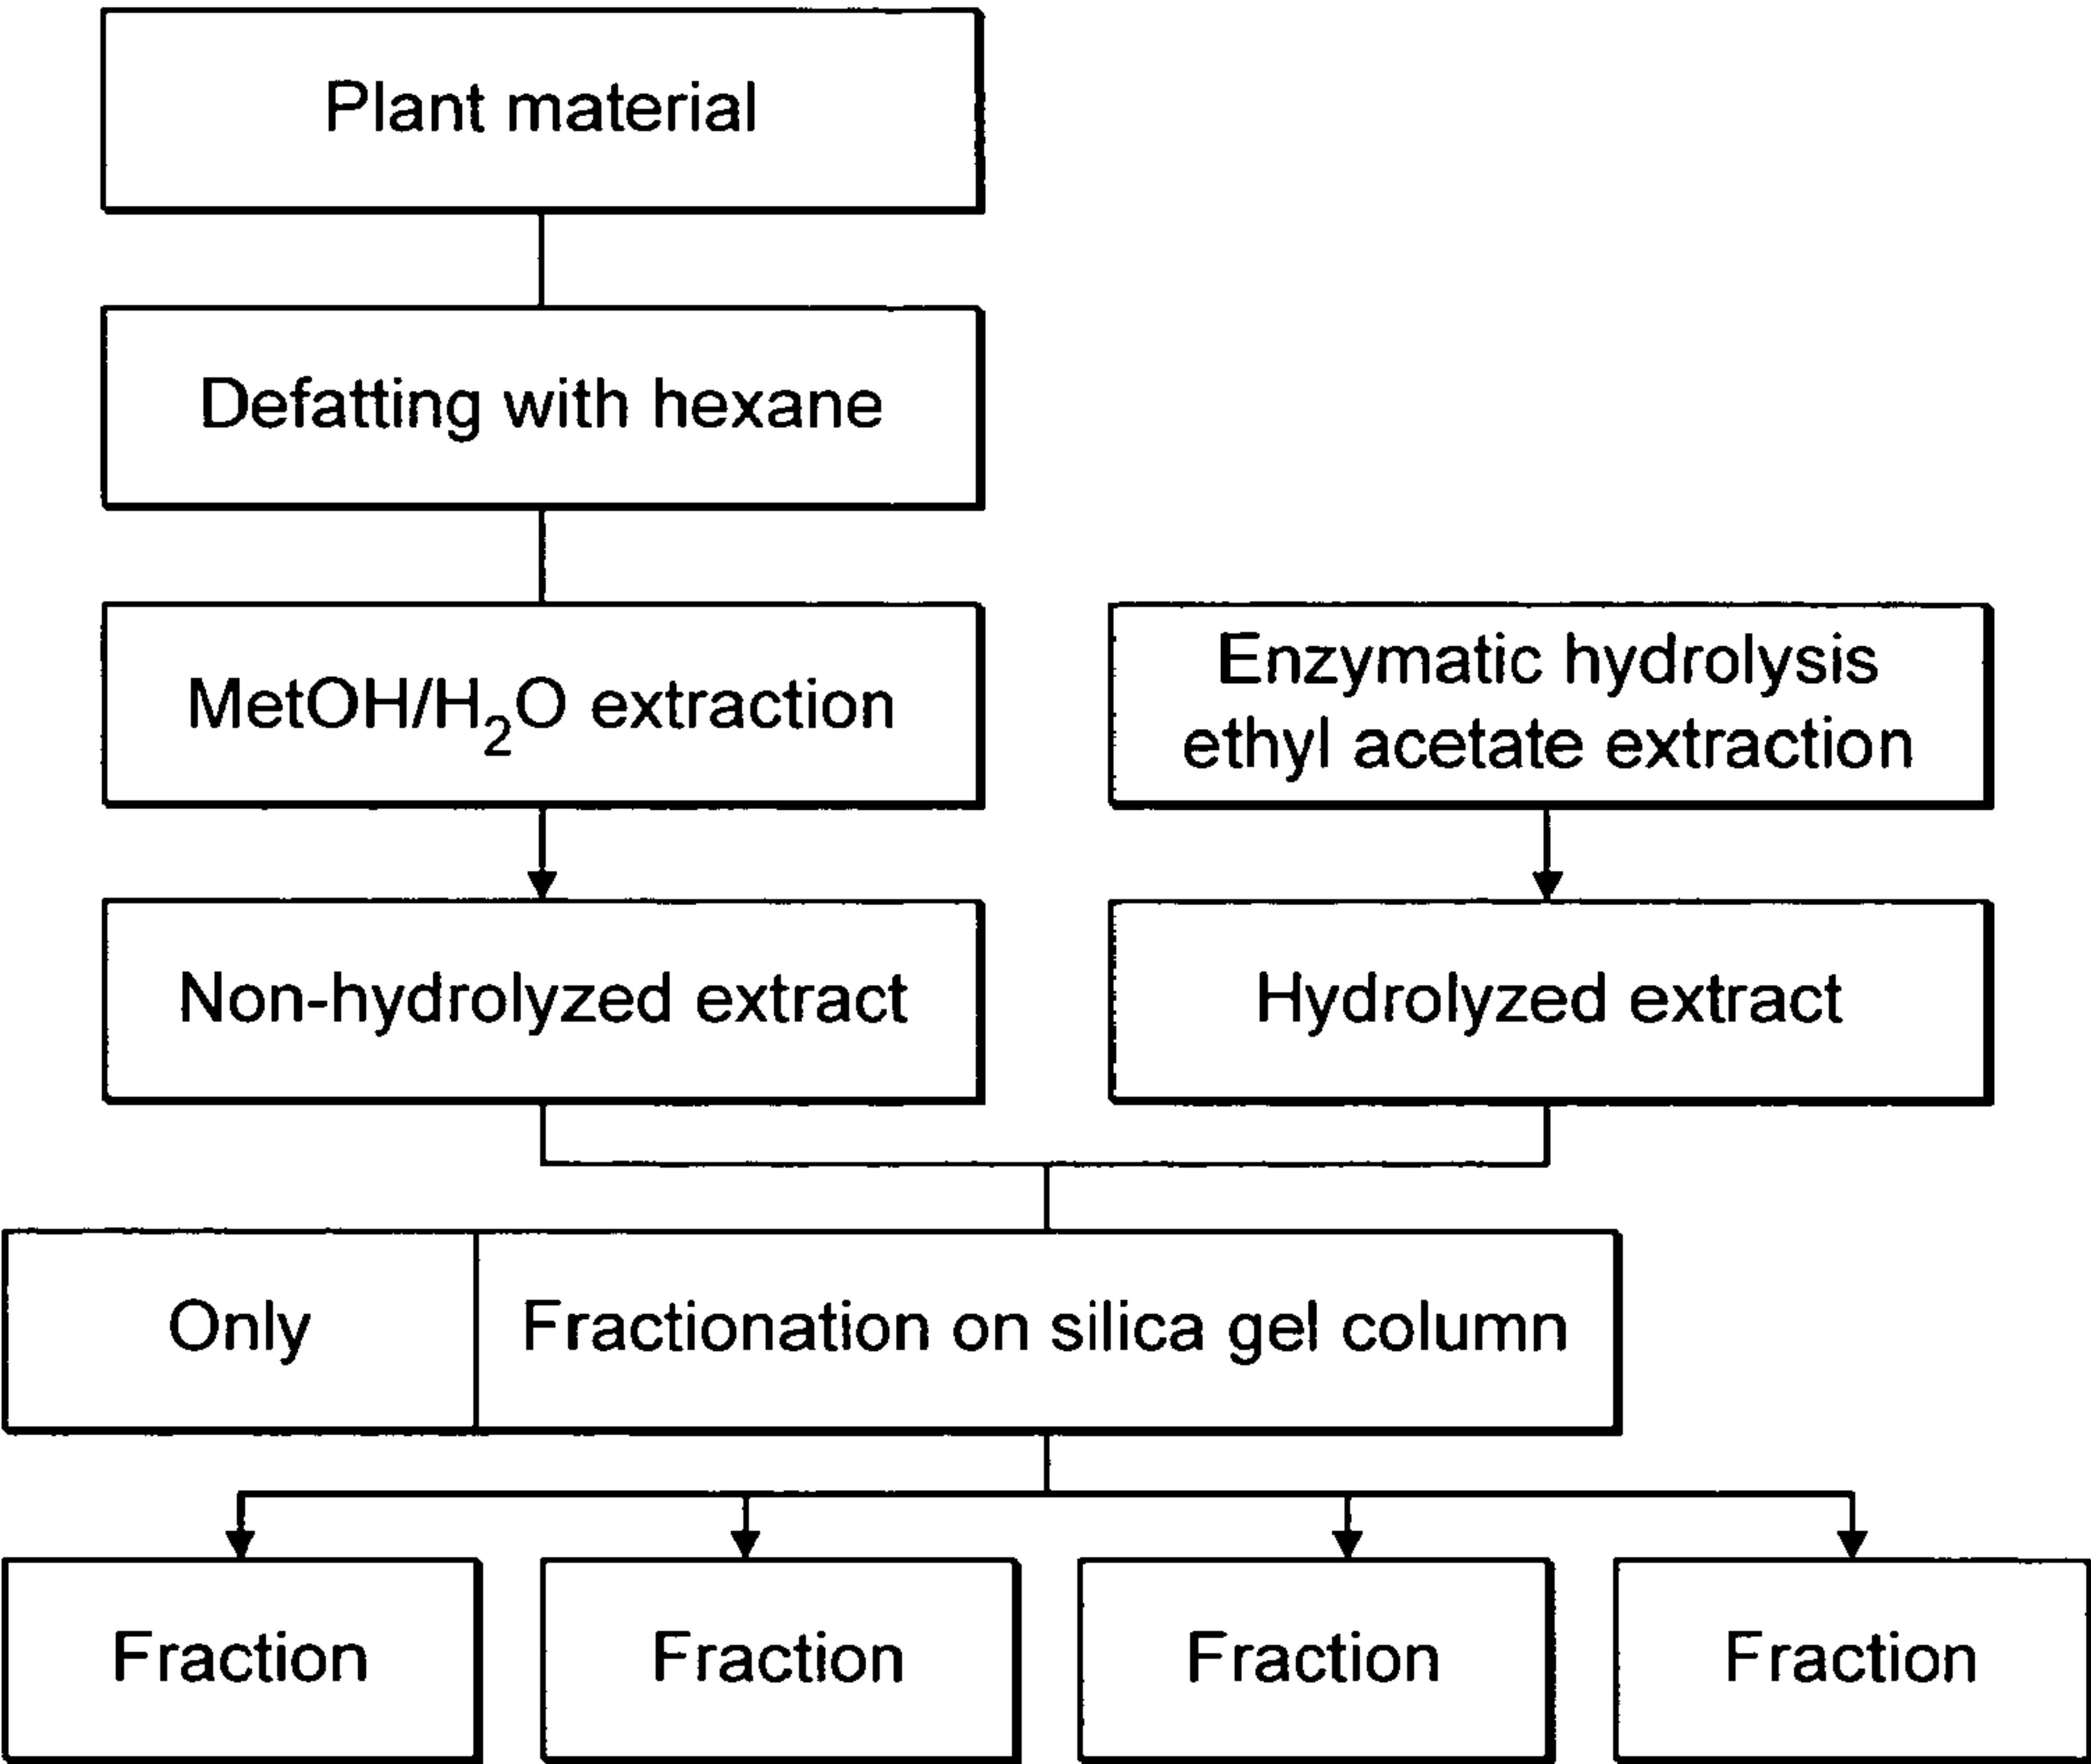 Plant material
Defatting with hexane
MetOH/H₂O extraction
Enzymatic hydrolysis
ethyl acetate extraction
Non-hydrolyzed extract
Hydrolyzed extract
Only
Fractionation on silica gel column
Fraction
Fraction
Fraction
Fraction